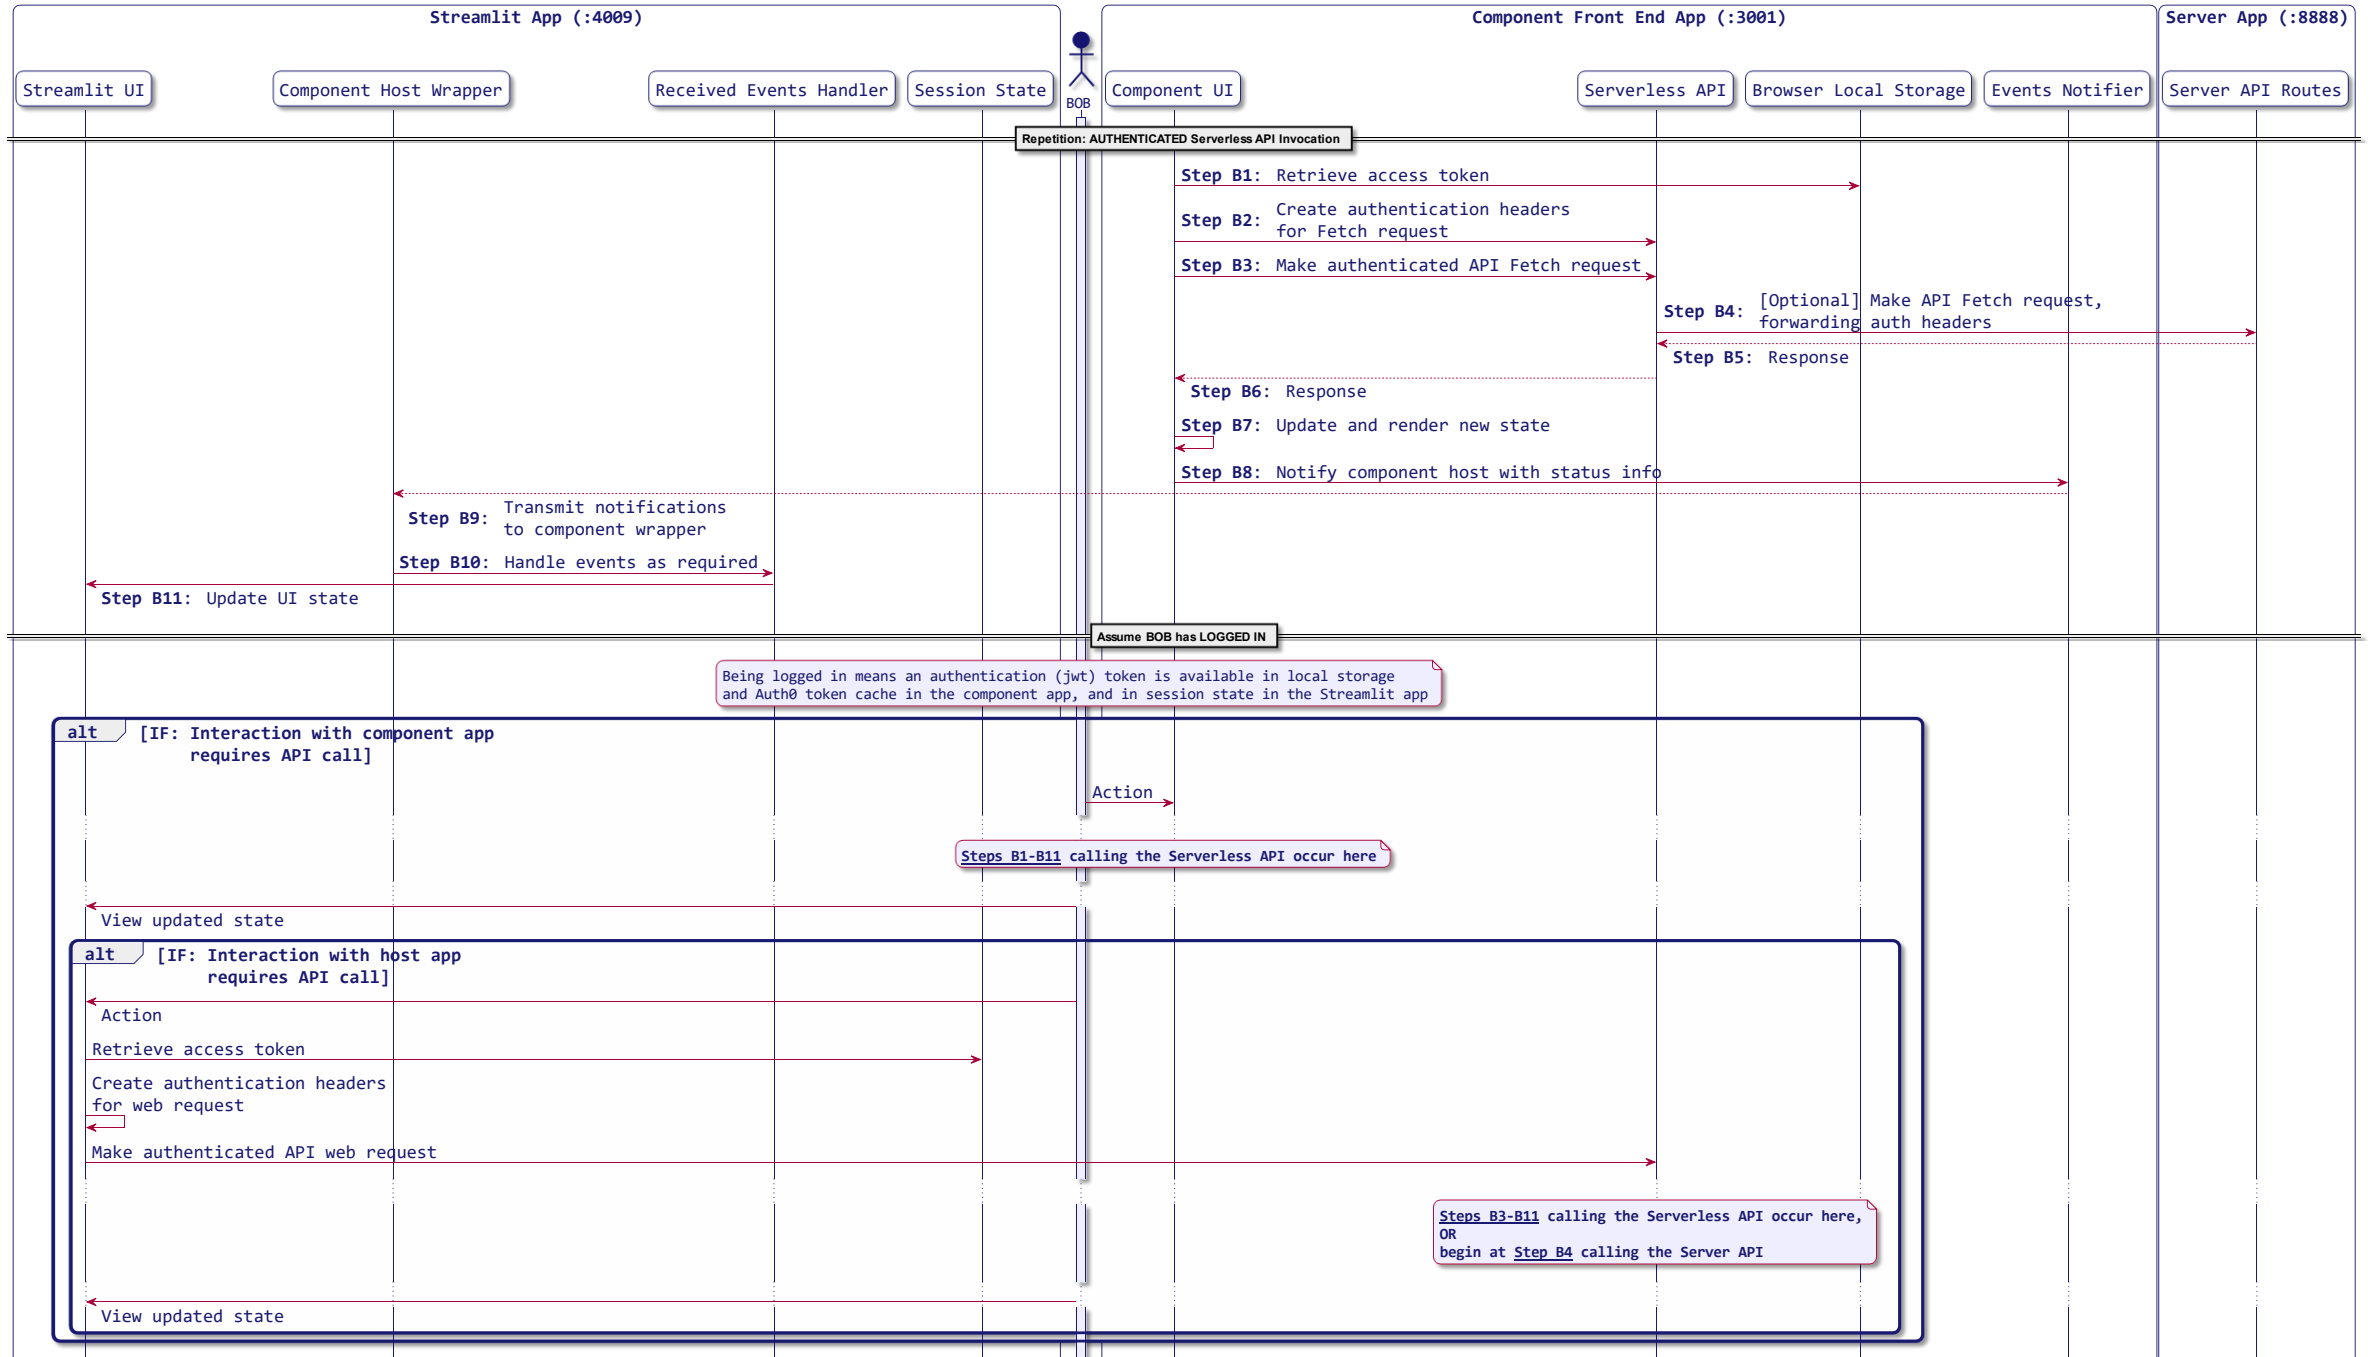 Streamlit App (:4009)
Component Front End App (:3001)
Server App (:8888)
Streamlit UI
Component Host Wrapper
Received Events Handler
Session State
BOB
Component UI
Serverless API
Browser Local Storage
Events Notifier
Server API Routes
Repetition: AUTHENTICATED Serverless API Invocation
Step B1: Retrieve access token
Step B2: Create authentication headers
for Fetch request
Step B3: Make authenticated API Fetch request
Step B4: [Optional] Make API Fetch request,
forwarding auth headers
Step B5: Response
Step B6: Response
Step B7: Update and render new state
Step B8: Notify component host with status info
Step B9: Transmit notifications
to component wrapper
Step B10: Handle events as required
Step B11: Update UI state
Assume BOB has LOGGED IN
Being logged in means an authentication (jwt) token is available in local storage
and Auth0 token cache in the component app, and in session state in the Streamlit app
alt [IF: Interaction with component app
requires API call]
Action
Steps B1-B11 calling the Serverless API occur here
View updated state
alt [IF: Interaction with host app
requires API call]
Action
Retrieve access token
Create authentication headers
for web request
Make authenticated API web request
Steps B3-B11 calling the Serverless API occur here,
OR
begin at Step B4 calling the Server API
View updated state